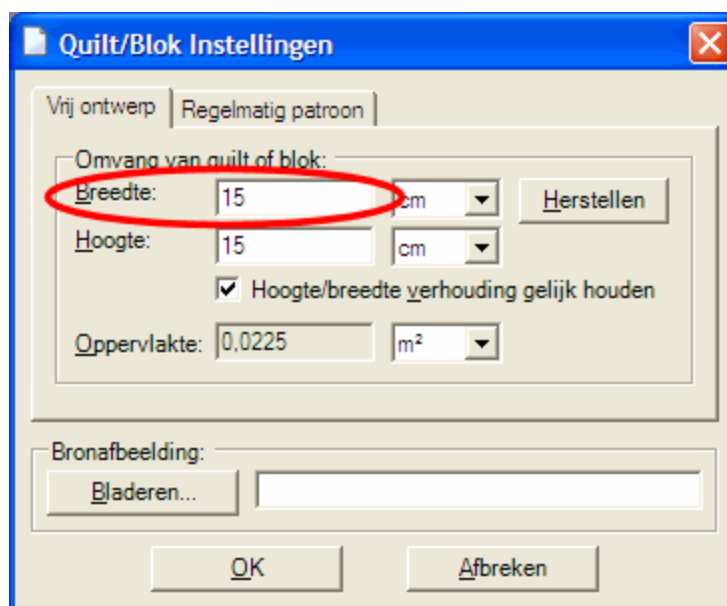 Quilt/Blok Instellingen
Vrij ontwerp Regelmatig patroon
Omvang van quilt of blok:
Breedte: 15 cm Herstellen
Hoogte: 15 cm
Hoogte/breedte verhouding gelijk houden
Oppervlakte: 0,0225 m²
Bronafbeelding:
Bladeren...
OK Afbreken